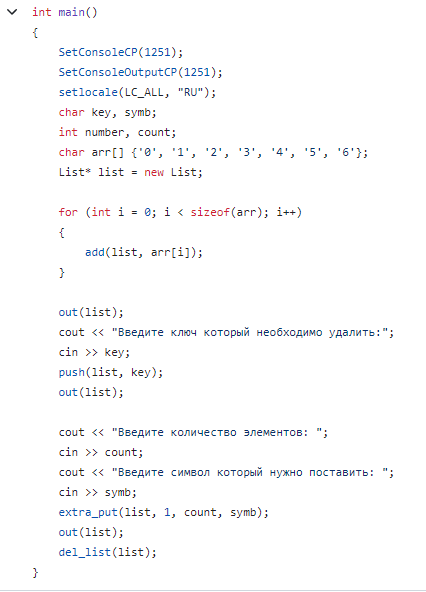 int main()
{
    SetConsoleCP(1251);
    SetConsoleOutputCP(1251);
    setlocale(LC_ALL, "RU");
    char key, symb;
    int number, count;
    char arr[] {'0', '1', '2', '3', '4', '5', '6'};
    List* list = new List;

    for (int i = 0; i < sizeof(arr); i++)
    {
        add(list, arr[i]);
    }

    out(list);
    cout << "Введите ключ который необходимо удалить:";
    cin >> key;
    push(list, key);
    out(list);

    cout << "Введите количество элементов: ";
    cin >> count;
    cout << "Введите символ который нужно поставить: ";
    cin >> symb;
    extra_put(list, 1, count, symb);
    out(list);
    del_list(list);
}